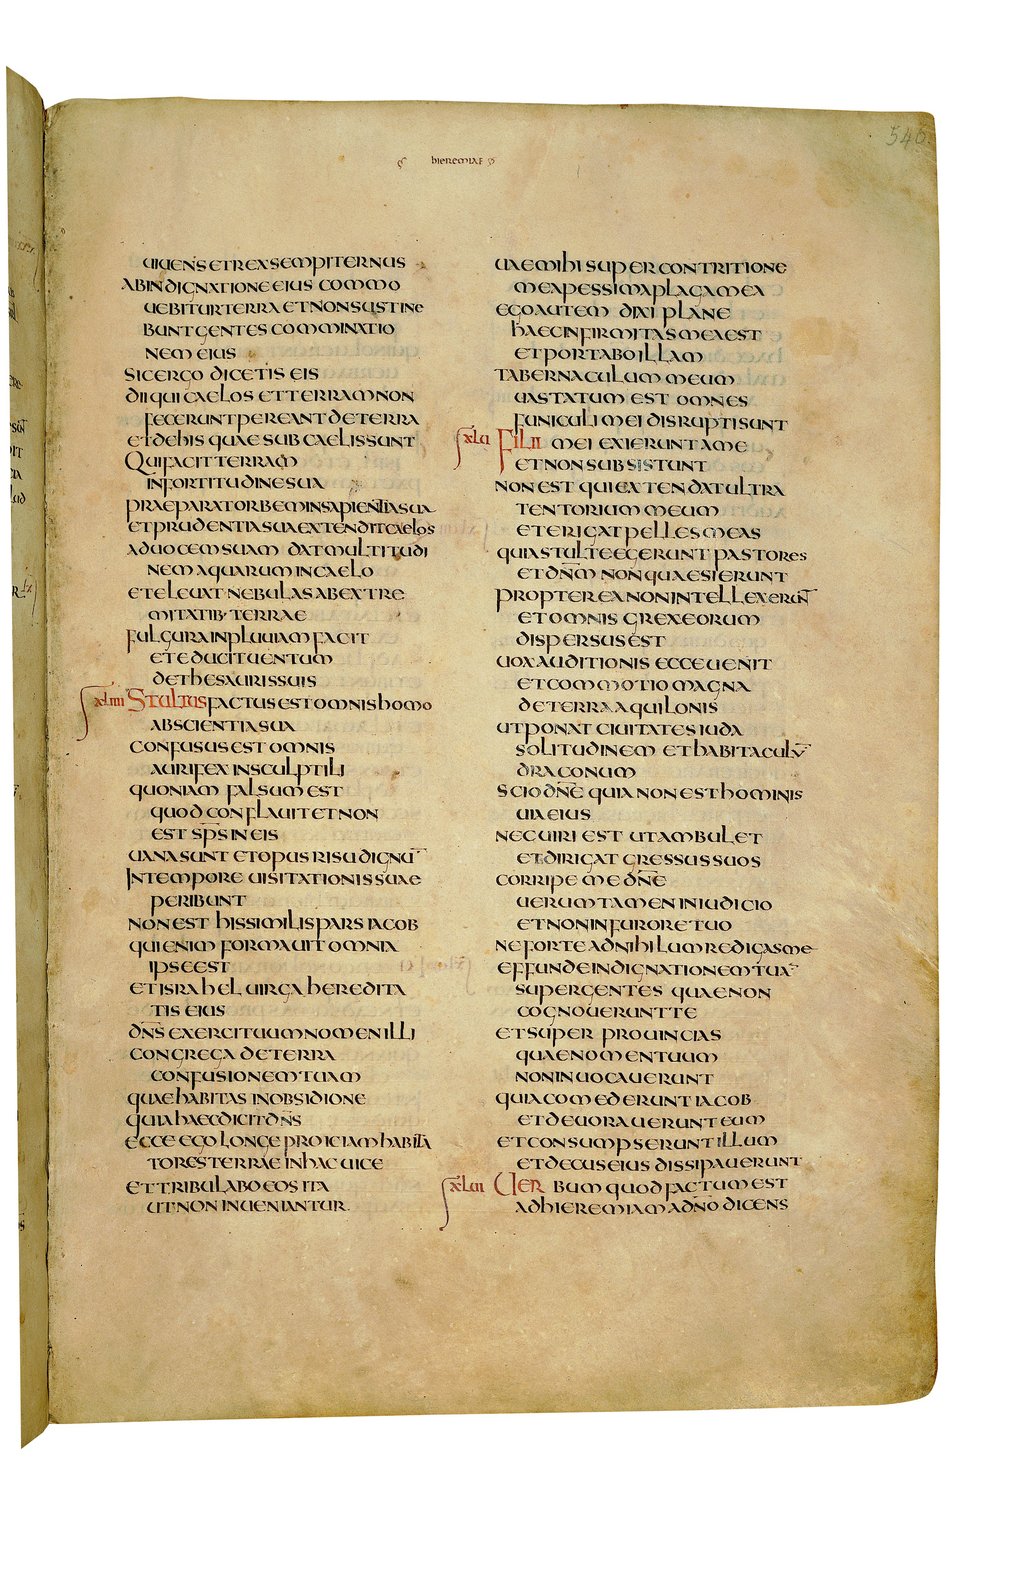 546.
hieremiae
uiuens et rex sempiternus
ab indignatione eius commo
uebitur terra et non sustine
bunt gentes comminatio
nem eius
sic ergo dicetis eis
dii qui caelos et terram non
fecerunt pereant de terra
et de his quae sub caelis sunt
Qui facit terram
in fortitudine sua
praeparat orbem in sapientia sua
et prudentia sua extendit caelos
ad uocem suam dat multitudi
nem aquarum in caelo
et eleuat nebulas ab extre
mitatib· terrae
fulgura in pluuiam facit
et educit uentum
de thesauris suis
xliiii Stultus factus est omnis homo
ab scientia sua
confusus est omnis
aurifex in sculptili
quoniam falsum est
quod conflauit et non
est sp̅s in eis
uana sunt et opus risu dignu̅
In tempore uisitationis suae
peribunt
non est his similis pars iacob
qui enim formauit omnia
ipse est
et israhel uirga heredita
tis eius
dn̅s exercituum nomen illi
congrega de terra
confusionem tuam
quae habitas in obsidione
quia haec dicit dn̅s
ecce ego longe proiciam habita
tores terrae in hac uice
et tribulabo eos ita
ut non inueniantur·
uae mihi super contritione
mea pessima plaga mea
ego autem dixi plane
haec infirmitas mea est
et portabo illam
tabernaculum meum
uastatum est omnes
funiculi mei disrupti sunt
xlu Filii mei exierunt a me
et non subsistunt
non est qui extendat ultra
tentorium meum
et erigat pelles meas
quia stulte egerunt pastores
et dn̅m non quaesierunt
propterea non intellexerunt
et omnis grex eorum
dispersus est
uox auditionis ecce uenit
et commotio magna
de terra aquilonis
ut ponat ciuitates iuda
solitudinem et habitaculu̅
draconum
scio dn̅e quia non est hominis
uia eius
nec uiri est ut ambulet
et dirigat gressus suos
corripe me dn̅e
uerum tamen in iudicio
et non in furore tuo
ne forte ad nihilum redigas me
effunde indignationem tua̅
super gentes quae non
cognouerunt te
et super prouincias
quae nomen tuum
non inuocauerunt
quia comederunt iacob
et deuorauerunt eum
et consumpserunt illum
et decus eius dissipauerunt
xlui Uerbum quod factum est
ad hieremiam a dn̅o dicens